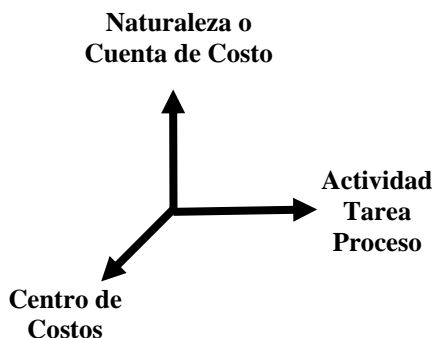 Naturaleza o
Cuenta de Costo
Actividad
Tarea
Proceso
Centro de
Costos